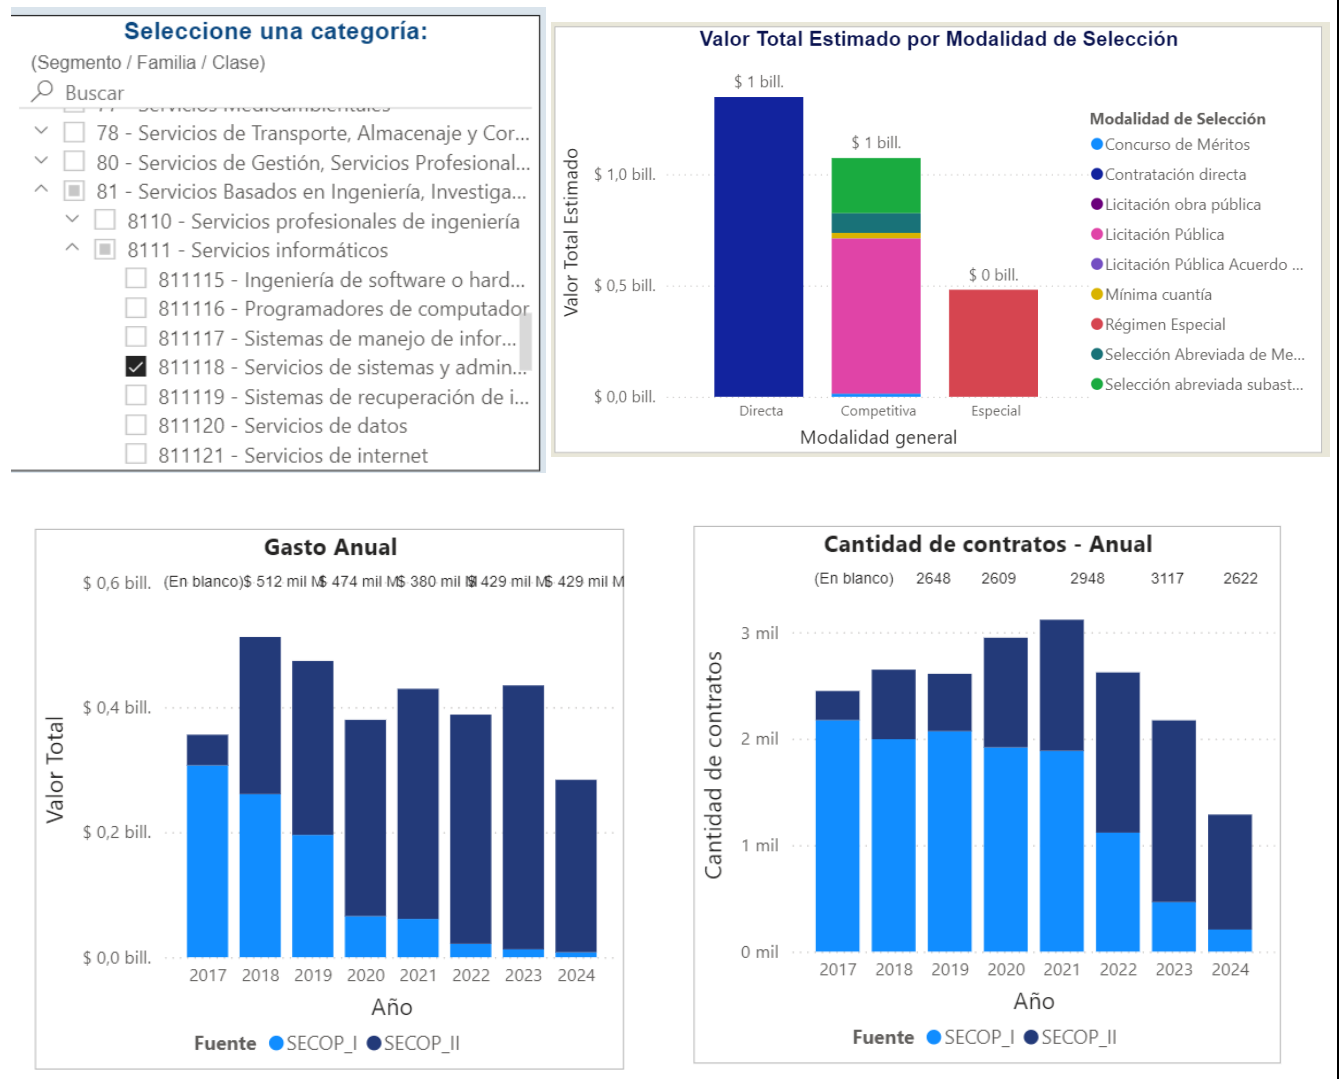 Seleccione una categoría:
(Segmento / Familia / Clase)
Buscar
77 - Servicios Medioambientales
78 - Servicios de Transporte, Almacenaje y Cor...
80 - Servicios de Gestión, Servicios Profesional...
81 - Servicios Basados en Ingeniería, Investiga...
8110 - Servicios profesionales de ingeniería
8111 - Servicios informáticos
811115 - Ingeniería de software o hard...
811116 - Programadores de computador
811117 - Sistemas de manejo de infor...
811118 - Servicios de sistemas y admin...
811119 - Sistemas de recuperación de i...
811120 - Servicios de datos
811121 - Servicios de internet
Valor Total Estimado por Modalidad de Selección
Valor Total Estimado
$ 1,0 bill.
$ 0,5 bill.
$ 0,0 bill.
$ 1 bill.
$ 1 bill.
$ 0 bill.
Directa
Competitiva
Especial
Modalidad general
Modalidad de Selección
Concurso de Méritos
Contratación directa
Licitación obra pública
Licitación Pública
Licitación Pública Acuerdo ...
Mínima cuantía
Régimen Especial
Selección Abreviada de Me...
Selección abreviada subast...
Gasto Anual
(En blanco) $ 512 mil M $ 474 mil M $ 380 mil M $ 429 mil M $ 429 mil M
Valor Total
$ 0,6 bill.
$ 0,4 bill.
$ 0,2 bill.
$ 0,0 bill.
2017 2018 2019 2020 2021 2022 2023 2024
Año
Fuente SECOP_I SECOP_II
Cantidad de contratos - Anual
(En blanco) 2648 2609 2948 3117 2622
Cantidad de contratos
3 mil
2 mil
1 mil
0 mil
2017 2018 2019 2020 2021 2022 2023 2024
Año
Fuente SECOP_I SECOP_II